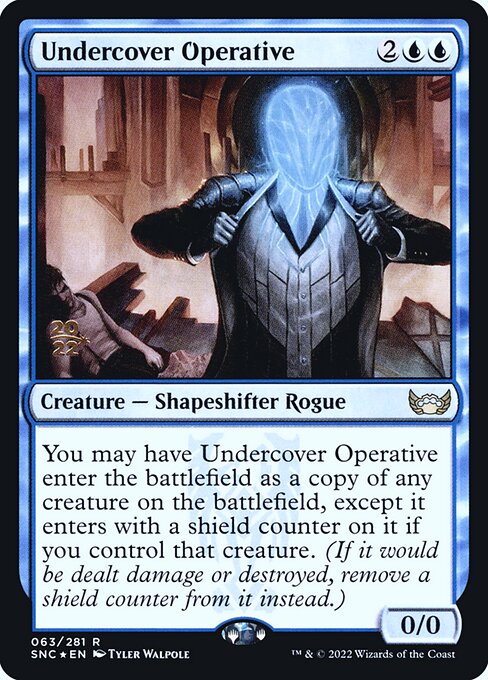 Undercover Operative 2
20
22
Creature — Shapeshifter Rogue
You may have Undercover Operative
enter the battlefield as a copy of any
creature on the battlefield, except it
enters with a shield counter on it if
you control that creature. (If it would
be dealt damage or destroyed, remove a
shield counter from it instead.)
0/0
063/281 R
SNC ★ EN Tyler Walpole ™ & © 2022 Wizards of the Coast